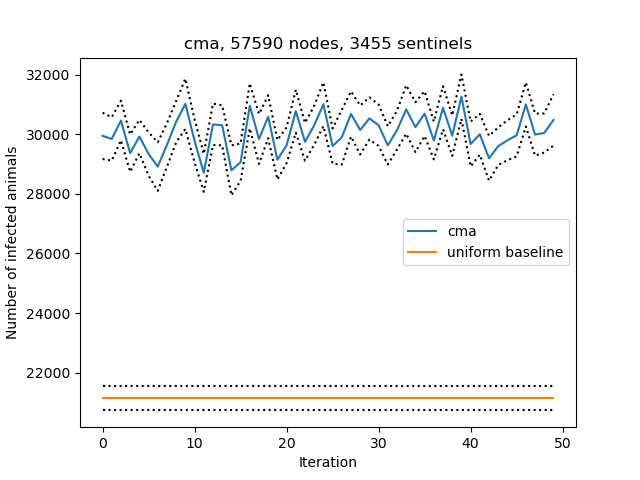 cma, 57590 nodes, 3455 sentinels
Number of infected animals
32000
30000
28000
26000
24000
22000
cma
uniform baseline
0 10 20 30 40 50
Iteration